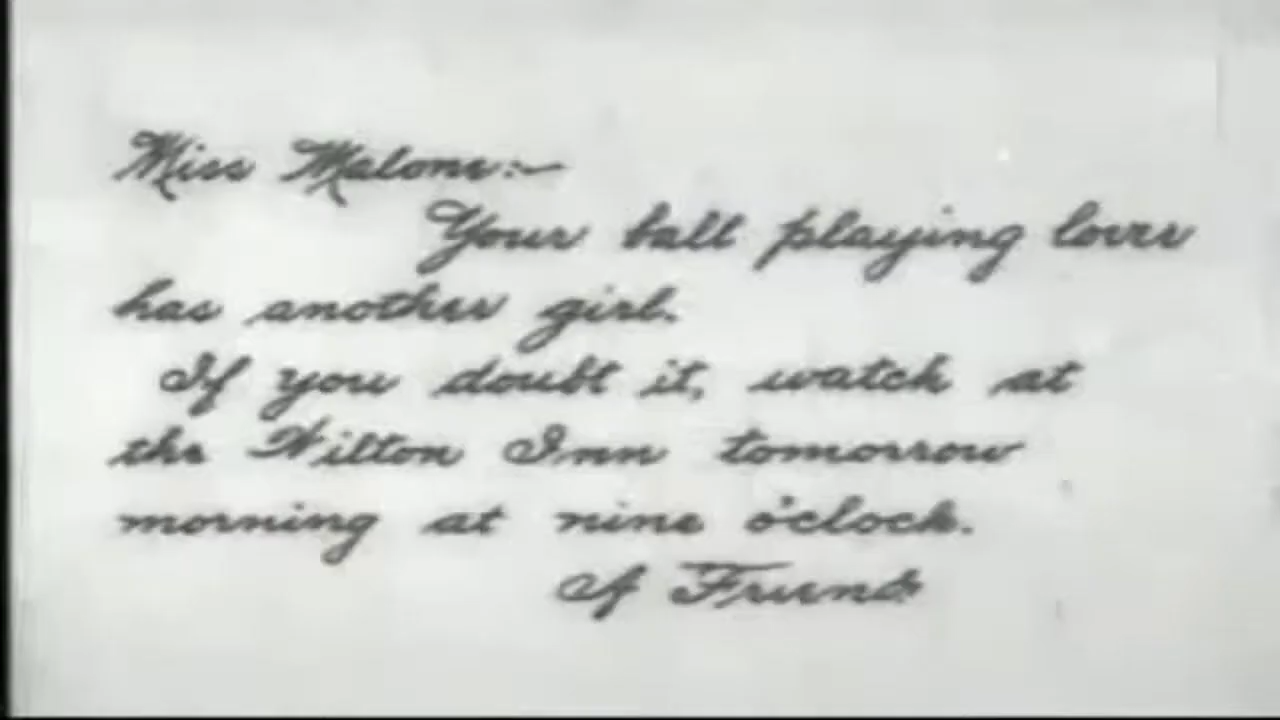 Miss Malone:—
Your ball playing lover
has another girl.
If you doubt it, watch at
the Wilton Inn tomorrow
morning at nine o'clock.
A Friend